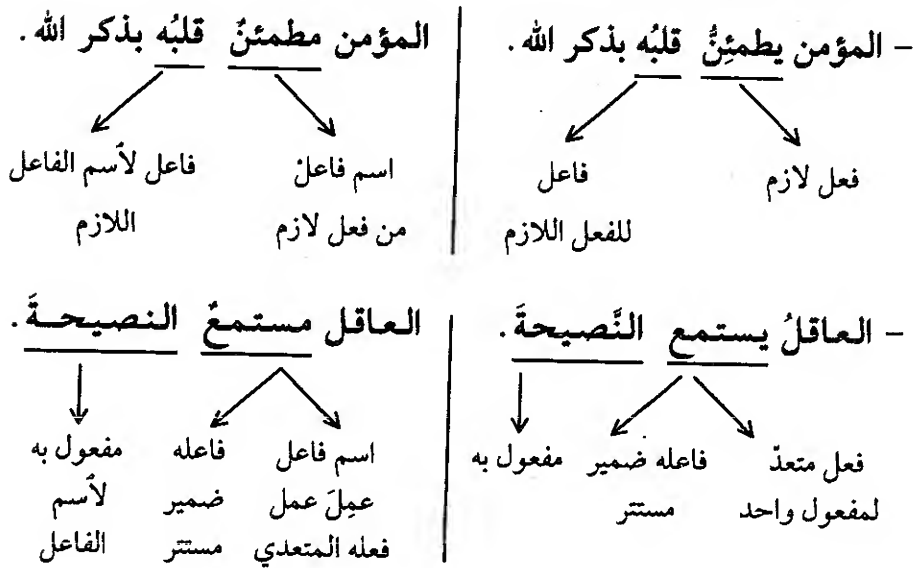 – المؤمن يطمئِنُّ قلبُه بذكر الله .
المؤمن مطمئنٌ قلبُه بذكر الله .
فعل لازم
فاعل
للفعل اللازم
اسم فاعلْ
من فعل لازم
فاعل لأسم الفاعل
اللازم
– العاقلُ يستمع النَّصيحةَ .
العاقل مستمعٌ النصيحةَ .
فعل متعدّ
لمفعول واحد
فاعله ضمير
مستتر
مفعول به
اسم فاعل
عمِلَ عمل
فعله المتعدي
فاعله
ضمير
مستتر
مفعول به
لأسم
الفاعل